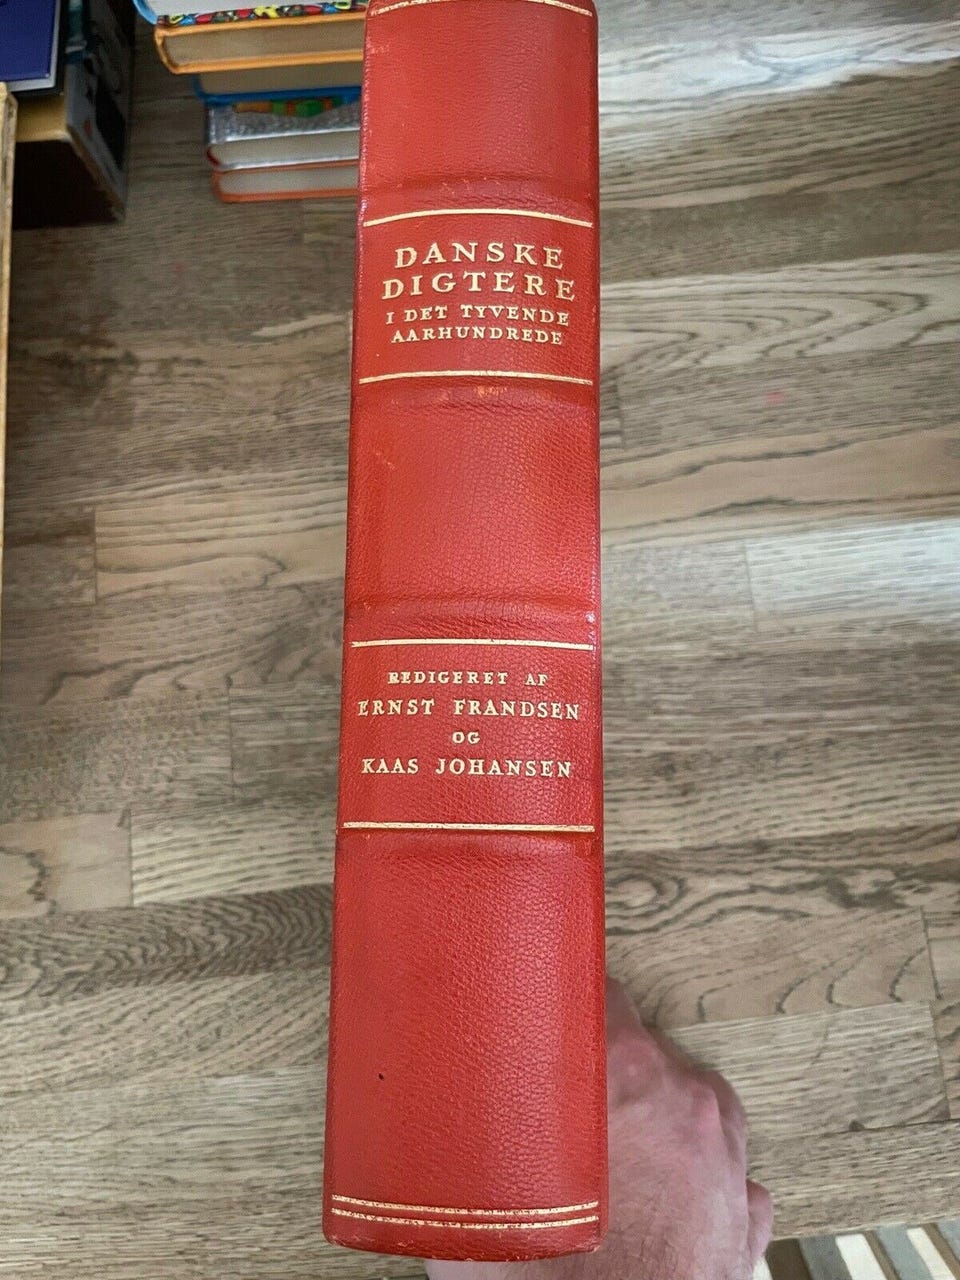 DANSKE
DIGTERE
I DET TYVENDE
AARHUNDREDE
REDIGERET AF
ERNST FRANDSEN
OG
KAAS JOHANSEN